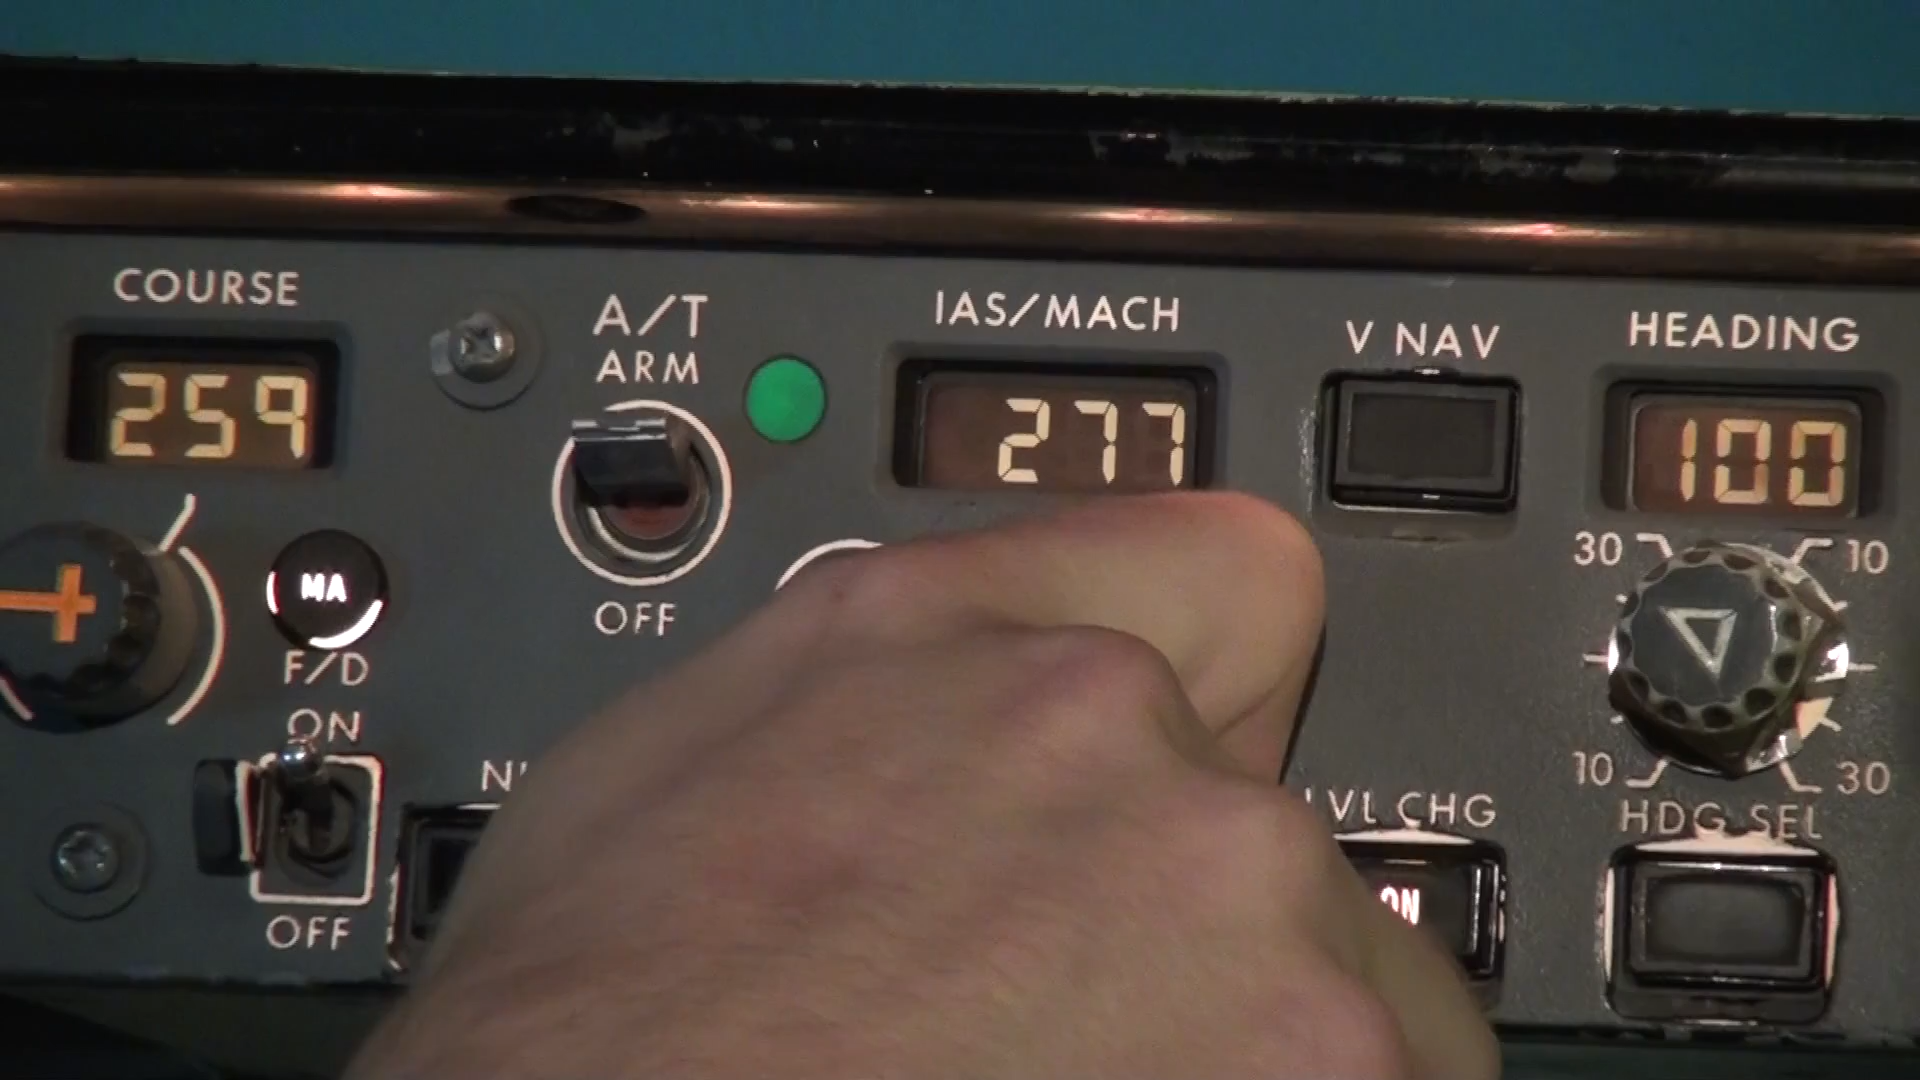 COURSE
259
MA
F/D
ON
OFF
A/T
ARM
OFF
IAS/MACH
277
V NAV
HEADING
100
30
10
10
30
VL CHG
ON
HDG SEL